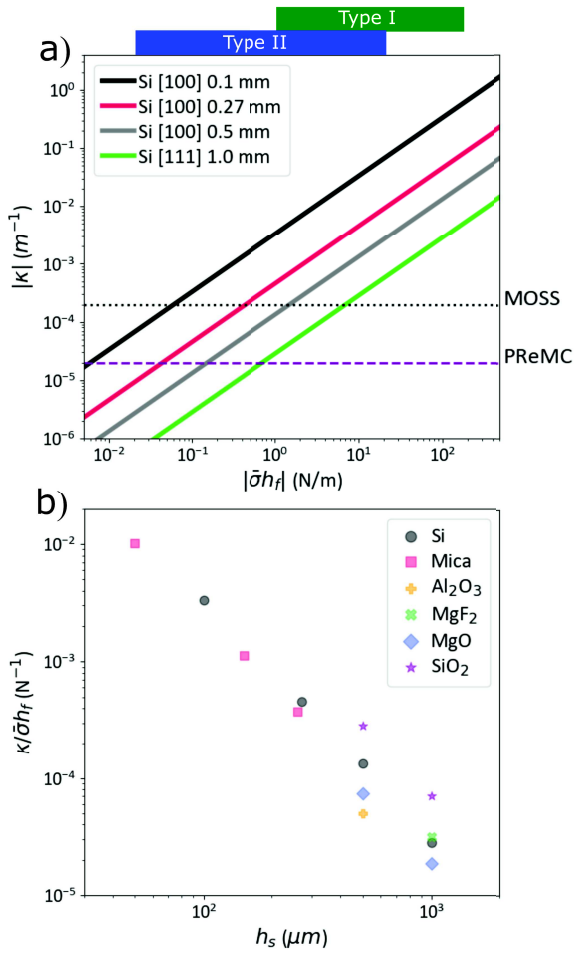 Type I
Type II
a)
Si [100] 0.1 mm
Si [100] 0.27 mm
Si [100] 0.5 mm
Si [111] 1.0 mm
10⁰
10⁻¹
10⁻²
10⁻³
10⁻⁴
10⁻⁵
10⁻⁶
|κ| (m⁻¹)
MOSS
PReMC
10⁻² 10⁻¹ 10⁰ 10¹ 10²
|σ̄h_f| (N/m)
b)
Si
Mica
Al₂O₃
MgF₂
MgO
SiO₂
10⁻²
10⁻³
10⁻⁴
10⁻⁵
κ/σ̄h_f (N⁻¹)
10² 10³
h_s (μm)